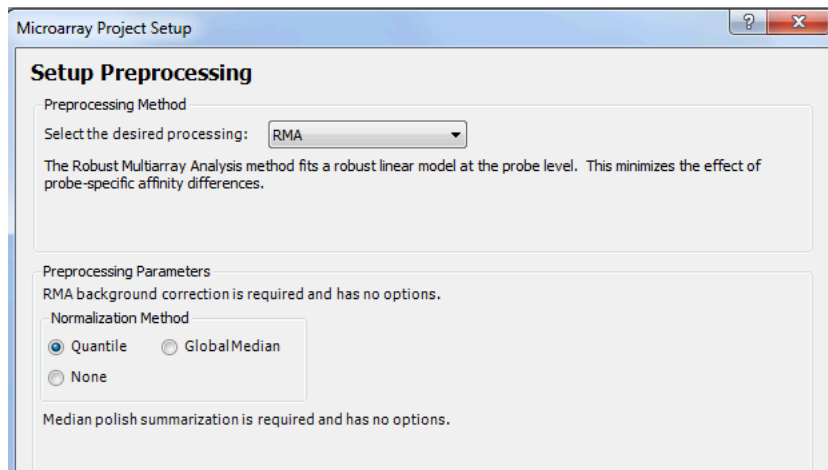 Microarray Project Setup
Setup Preprocessing
Preprocessing Method
Select the desired processing: RMA
The Robust Multiarray Analysis method fits a robust linear model at the probe level. This minimizes the effect of
probe-specific affinity differences.
Preprocessing Parameters
RMA background correction is required and has no options.
Normalization Method
Quantile Global Median
None
Median polish summarization is required and has no options.